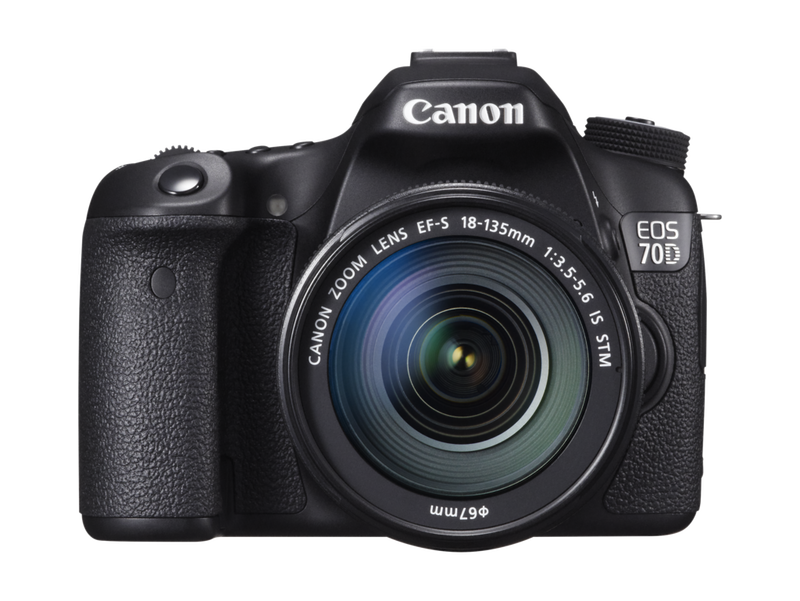 Canon
EOS
70D
CANON ZOOM LENS EF-S 18-135mm 1:3.5-5.6 IS STM
φ67mm